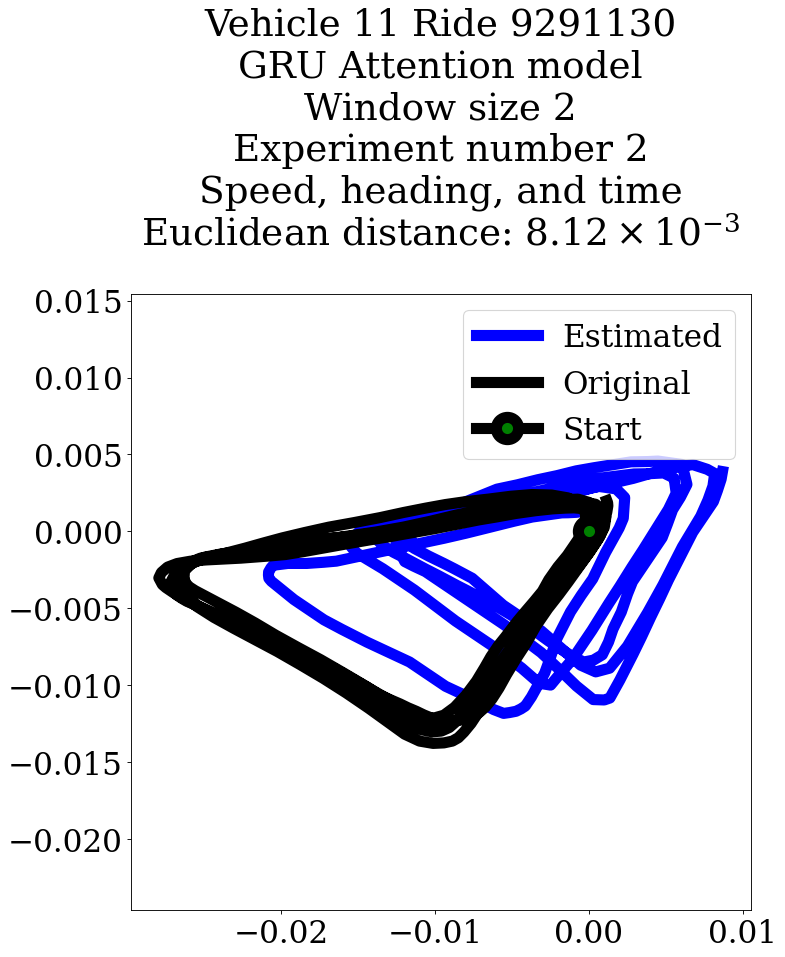 Vehicle 11 Ride 9291130
GRU Attention model
Window size 2
Experiment number 2
Speed, heading, and time
Euclidean distance: 8.12 × 10⁻³
0.015
0.010
0.005
0.000
−0.005
−0.010
−0.015
−0.020
Estimated
Original
Start
−0.02
−0.01
0.00
0.01